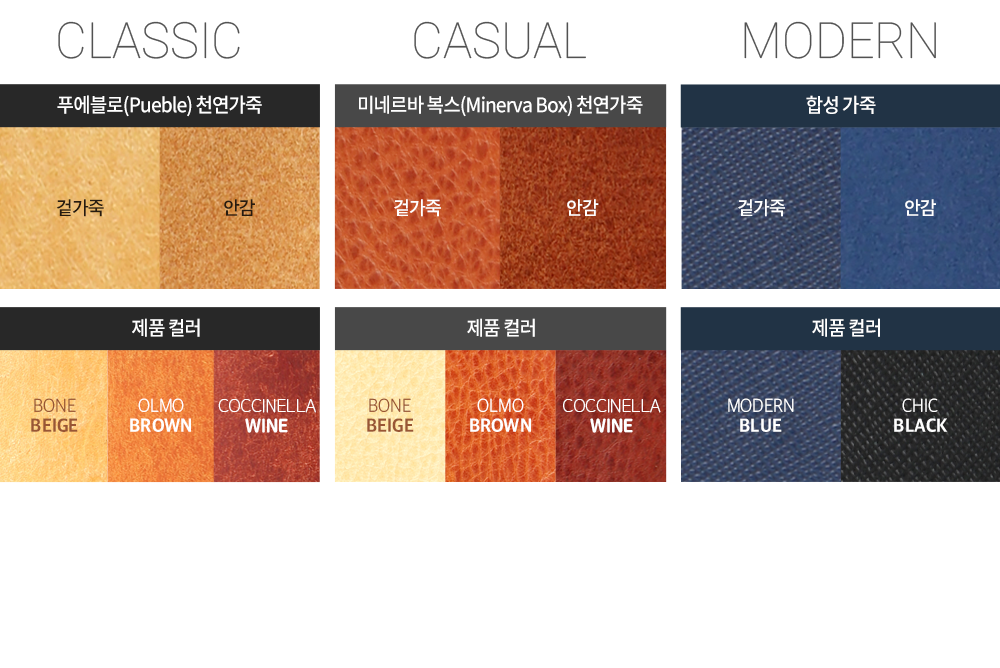 CLASSIC
푸에블로(Pueble) 천연가죽
겉가죽
안감
제품 컬러
BONE
BEIGE
OLMO
BROWN
COCCINELLA
WINE
CASUAL
미네르바 복스(Minerva Box) 천연가죽
겉가죽
안감
제품 컬러
BONE
BEIGE
OLMO
BROWN
COCCINELLA
WINE
MODERN
합성 가죽
겉가죽
안감
제품 컬러
MODERN
BLUE
CHIC
BLACK